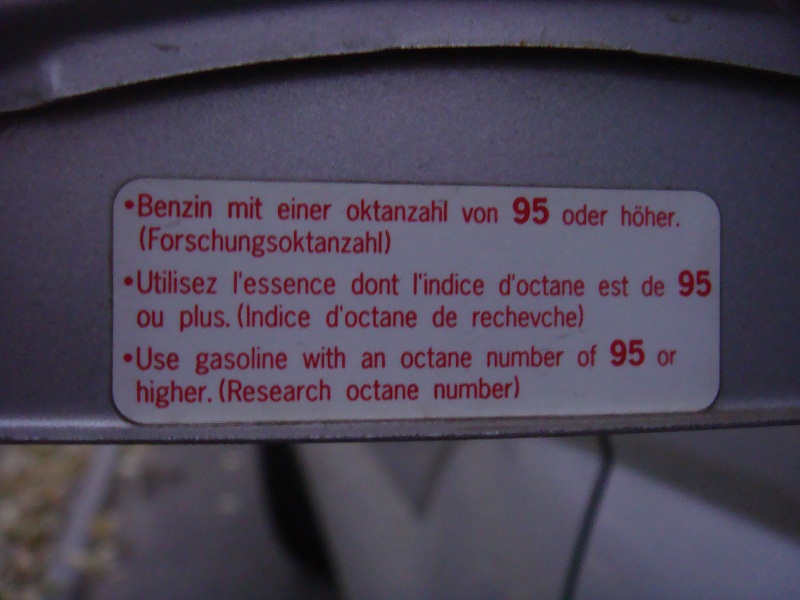 •Benzin mit einer oktanzahl von 95 oder höher.
(Forschungsoktanzahl)
•Utilisez l'essence dont l'indice d'octane est de 95
ou plus. (Indice d'octane de rechevche)
•Use gasoline with an octane number of 95 or
higher. (Research octane number)